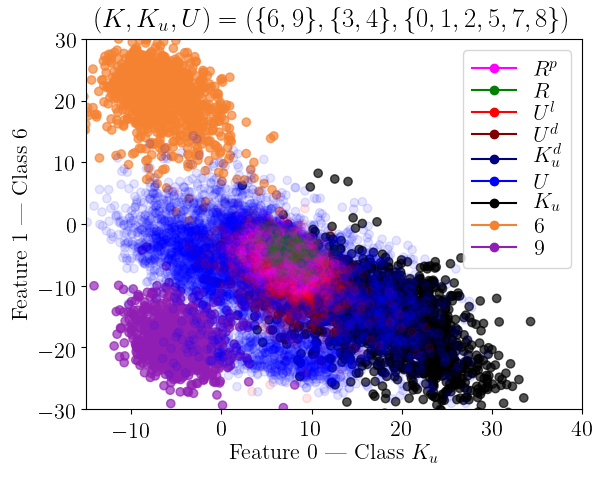 (K, K_u, U) = ({6, 9}, {3, 4}, {0, 1, 2, 5, 7, 8})
30
20
10
0
−10
−20
−30
Feature 1 — Class 6
R^p
R
U^l
U^d
K_u^d
U
K_u
6
9
−10
0
10
20
30
40
Feature 0 — Class K_u